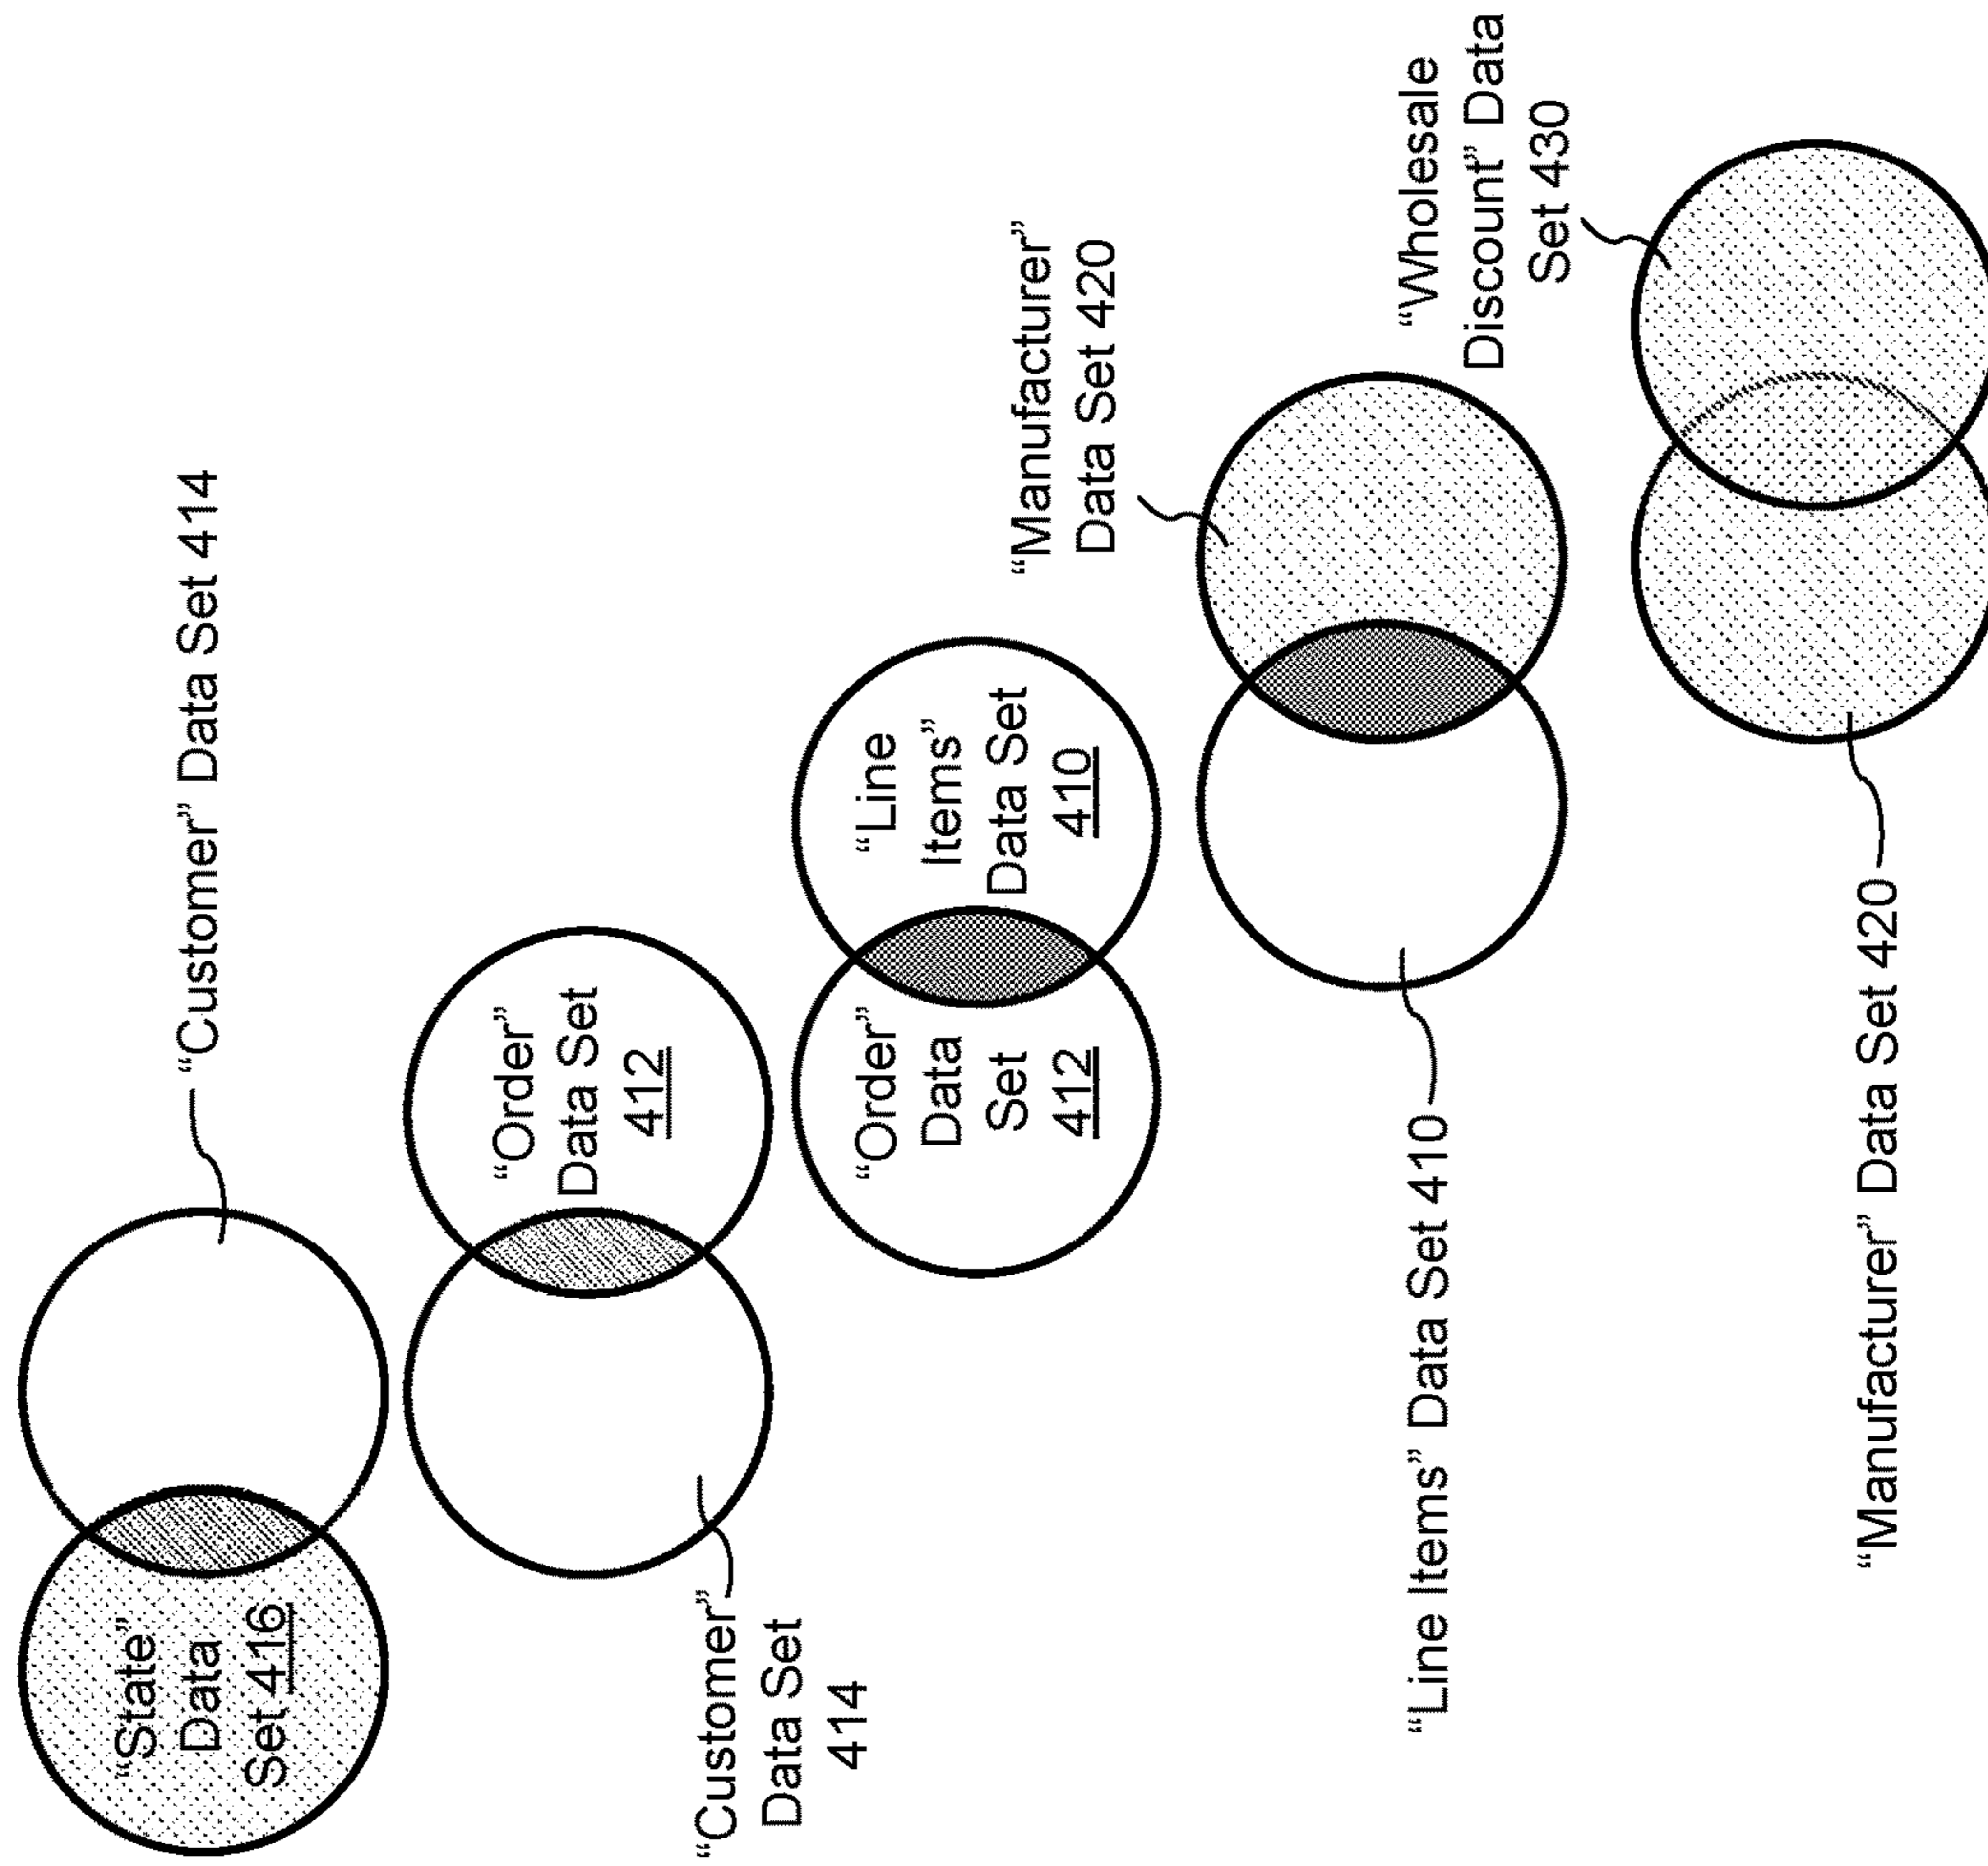 “State”
Data
Set 416
“Customer” Data Set 414
“Customer”
Data Set
414
“Order”
Data Set
412
“Order”
Data
Set
412
“Line
Items”
Data Set
410
“Line Items” Data Set 410
“Manufacturer”
Data Set 420
“Manufacturer” Data Set 420
“Wholesale
Discount” Data
Set 430